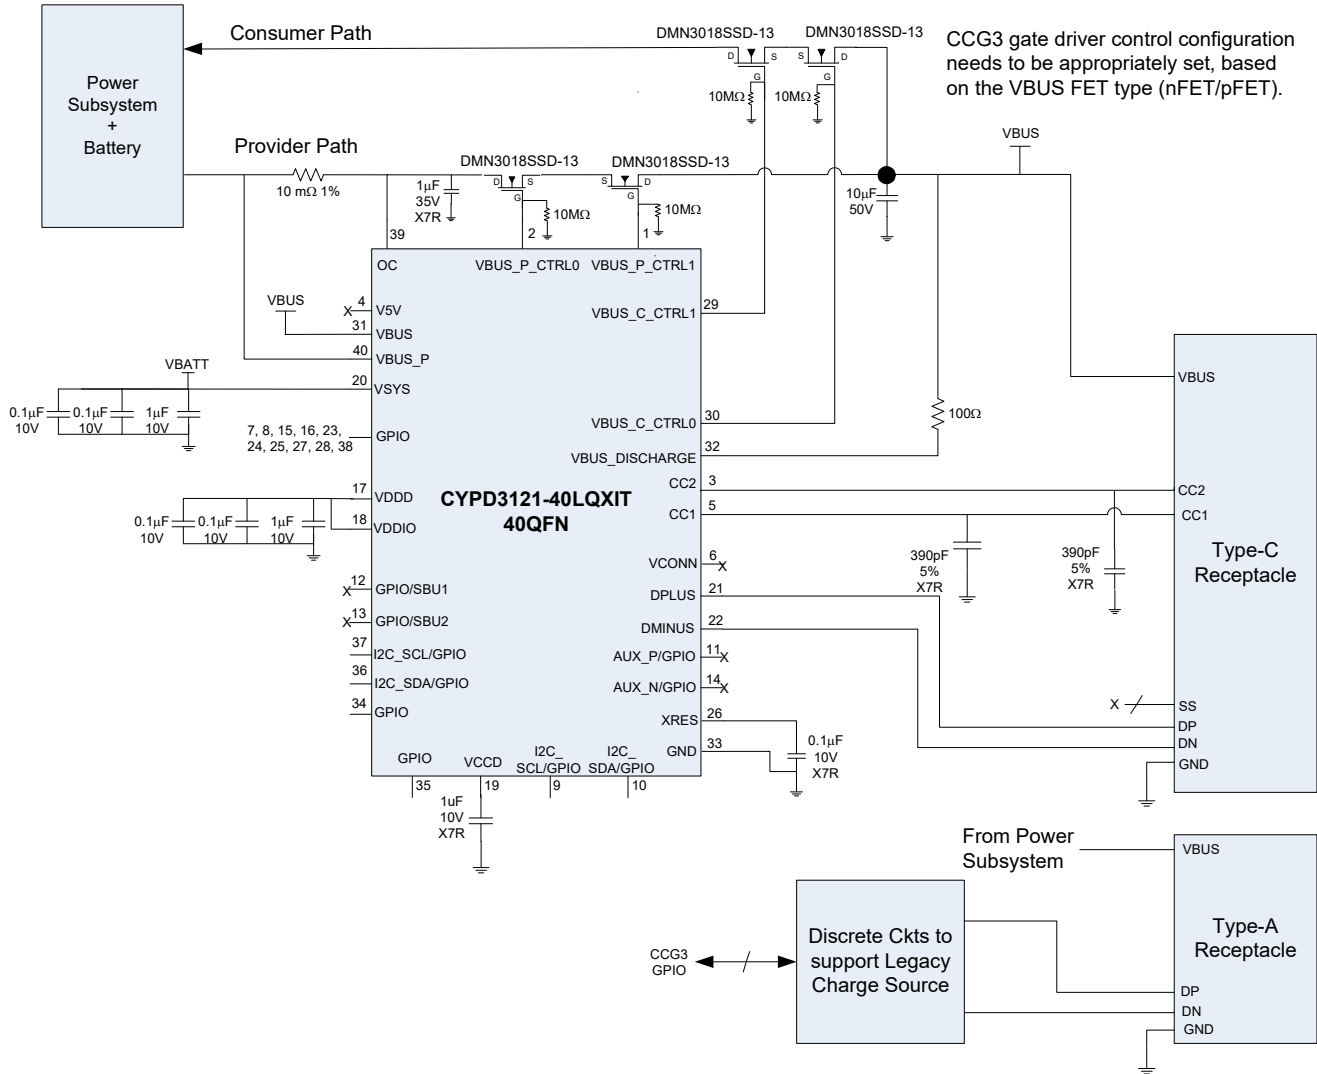 Consumer Path
DMN3018SSD-13
DMN3018SSD-13
CCG3 gate driver control configuration
needs to be appropriately set, based
on the VBUS FET type (nFET/pFET).
D
S
S
D
G
G
10MΩ
10MΩ
Power
Subsystem
+
Battery
Provider Path
VBUS
DMN3018SSD-13
DMN3018SSD-13
10 mΩ 1%
1μF
35V
X7R
D
S
S
D
G
G
10MΩ
10MΩ
10μF
50V
39
2
1
OC
VBUS_P_CTRL0
VBUS_P_CTRL1
VBUS
X
4
V5V
31
VBUS
40
VBUS_P
VBATT
20
VSYS
0.1μF
10V
0.1μF
10V
1μF
10V
7, 8, 15, 16, 23,
24, 25, 27, 28, 38
GPIO
17
VDDD
18
VDDIO
0.1μF
10V
0.1μF
10V
1μF
10V
X
12
GPIO/SBU1
X
13
GPIO/SBU2
37
I2C_SCL/GPIO
36
I2C_SDA/GPIO
34
GPIO
CYPD3121-40LQXIT
40QFN
VBUS_C_CTRL1
29
VBUS_C_CTRL0
30
VBUS_DISCHARGE
32
100Ω
CC2
3
CC1
5
VCONN
6
X
DPLUS
21
DMINUS
22
AUX_P/GPIO
11
X
AUX_N/GPIO
14
X
XRES
26
GND
33
0.1μF
10V
X7R
390pF
5%
X7R
390pF
5%
X7R
GPIO
35
VCCD
19
I2C_
SCL/GPIO
9
I2C_
SDA/GPIO
10
1uF
10V
X7R
VBUS
CC2
CC1
Type-C
Receptacle
X
SS
DP
DN
GND
From Power
Subsystem
VBUS
Type-A
Receptacle
DP
DN
GND
CCG3
GPIO
Discrete Ckts to
support Legacy
Charge Source